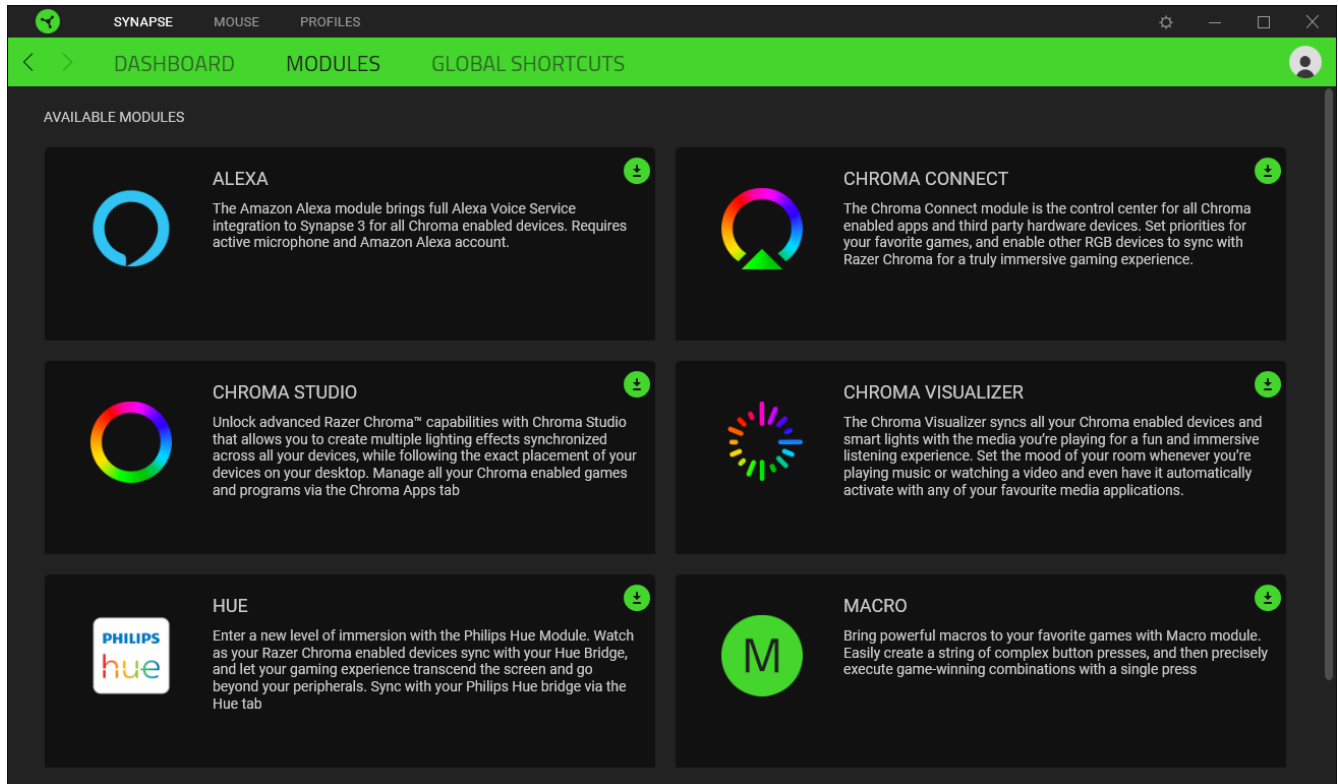 SYNAPSE MOUSE PROFILES
DASHBOARD MODULES GLOBAL SHORTCUTS
AVAILABLE MODULES
ALEXA
The Amazon Alexa module brings full Alexa Voice Service
integration to Synapse 3 for all Chroma enabled devices. Requires
active microphone and Amazon Alexa account.
CHROMA CONNECT
The Chroma Connect module is the control center for all Chroma
enabled apps and third party hardware devices. Set priorities for
your favorite games, and enable other RGB devices to sync with
Razer Chroma for a truly immersive gaming experience.
CHROMA STUDIO
Unlock advanced Razer Chroma™ capabilities with Chroma Studio
that allows you to create multiple lighting effects synchronized
across all your devices, while following the exact placement of your
devices on your desktop. Manage all your Chroma enabled games
and programs via the Chroma Apps tab
CHROMA VISUALIZER
The Chroma Visualizer syncs all your Chroma enabled devices and
smart lights with the media you're playing for a fun and immersive
listening experience. Set the mood of your room whenever you're
playing music or watching a video and even have it automatically
activate with any of your favourite media applications.
PHILIPS
hue
HUE
Enter a new level of immersion with the Philips Hue Module. Watch
as your Razer Chroma enabled devices sync with your Hue Bridge,
and let your gaming experience transcend the screen and go
beyond your peripherals. Sync with your Philips Hue bridge via the
Hue tab
M
MACRO
Bring powerful macros to your favorite games with Macro module.
Easily create a string of complex button presses, and then precisely
execute game-winning combinations with a single press